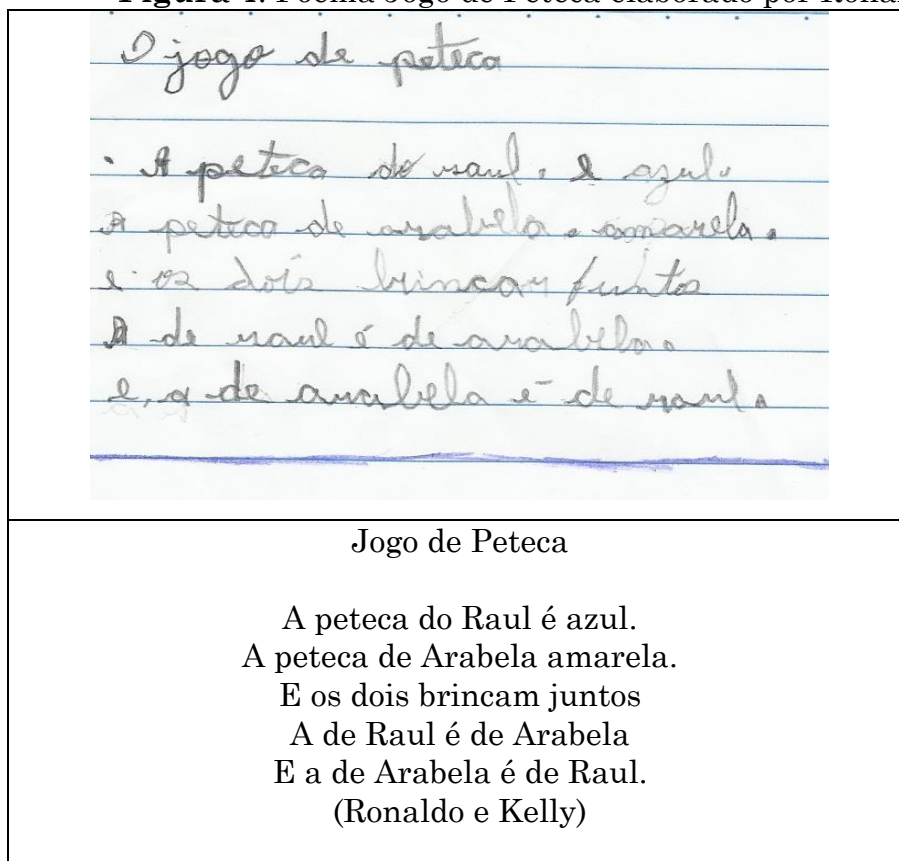 Figura 4: Poema Jogo de Peteca elaborado por Ronal
O jogo de peteca
. A peteca do raul. e azul.
A peteca de arabela. amarela.
e os dois brincam funtos
A de raul é de arabela.
e, a de arabela é de raul.
Jogo de Peteca
A peteca do Raul é azul.
A peteca de Arabela amarela.
E os dois brincam juntos
A de Raul é de Arabela
E a de Arabela é de Raul.
(Ronaldo e Kelly)